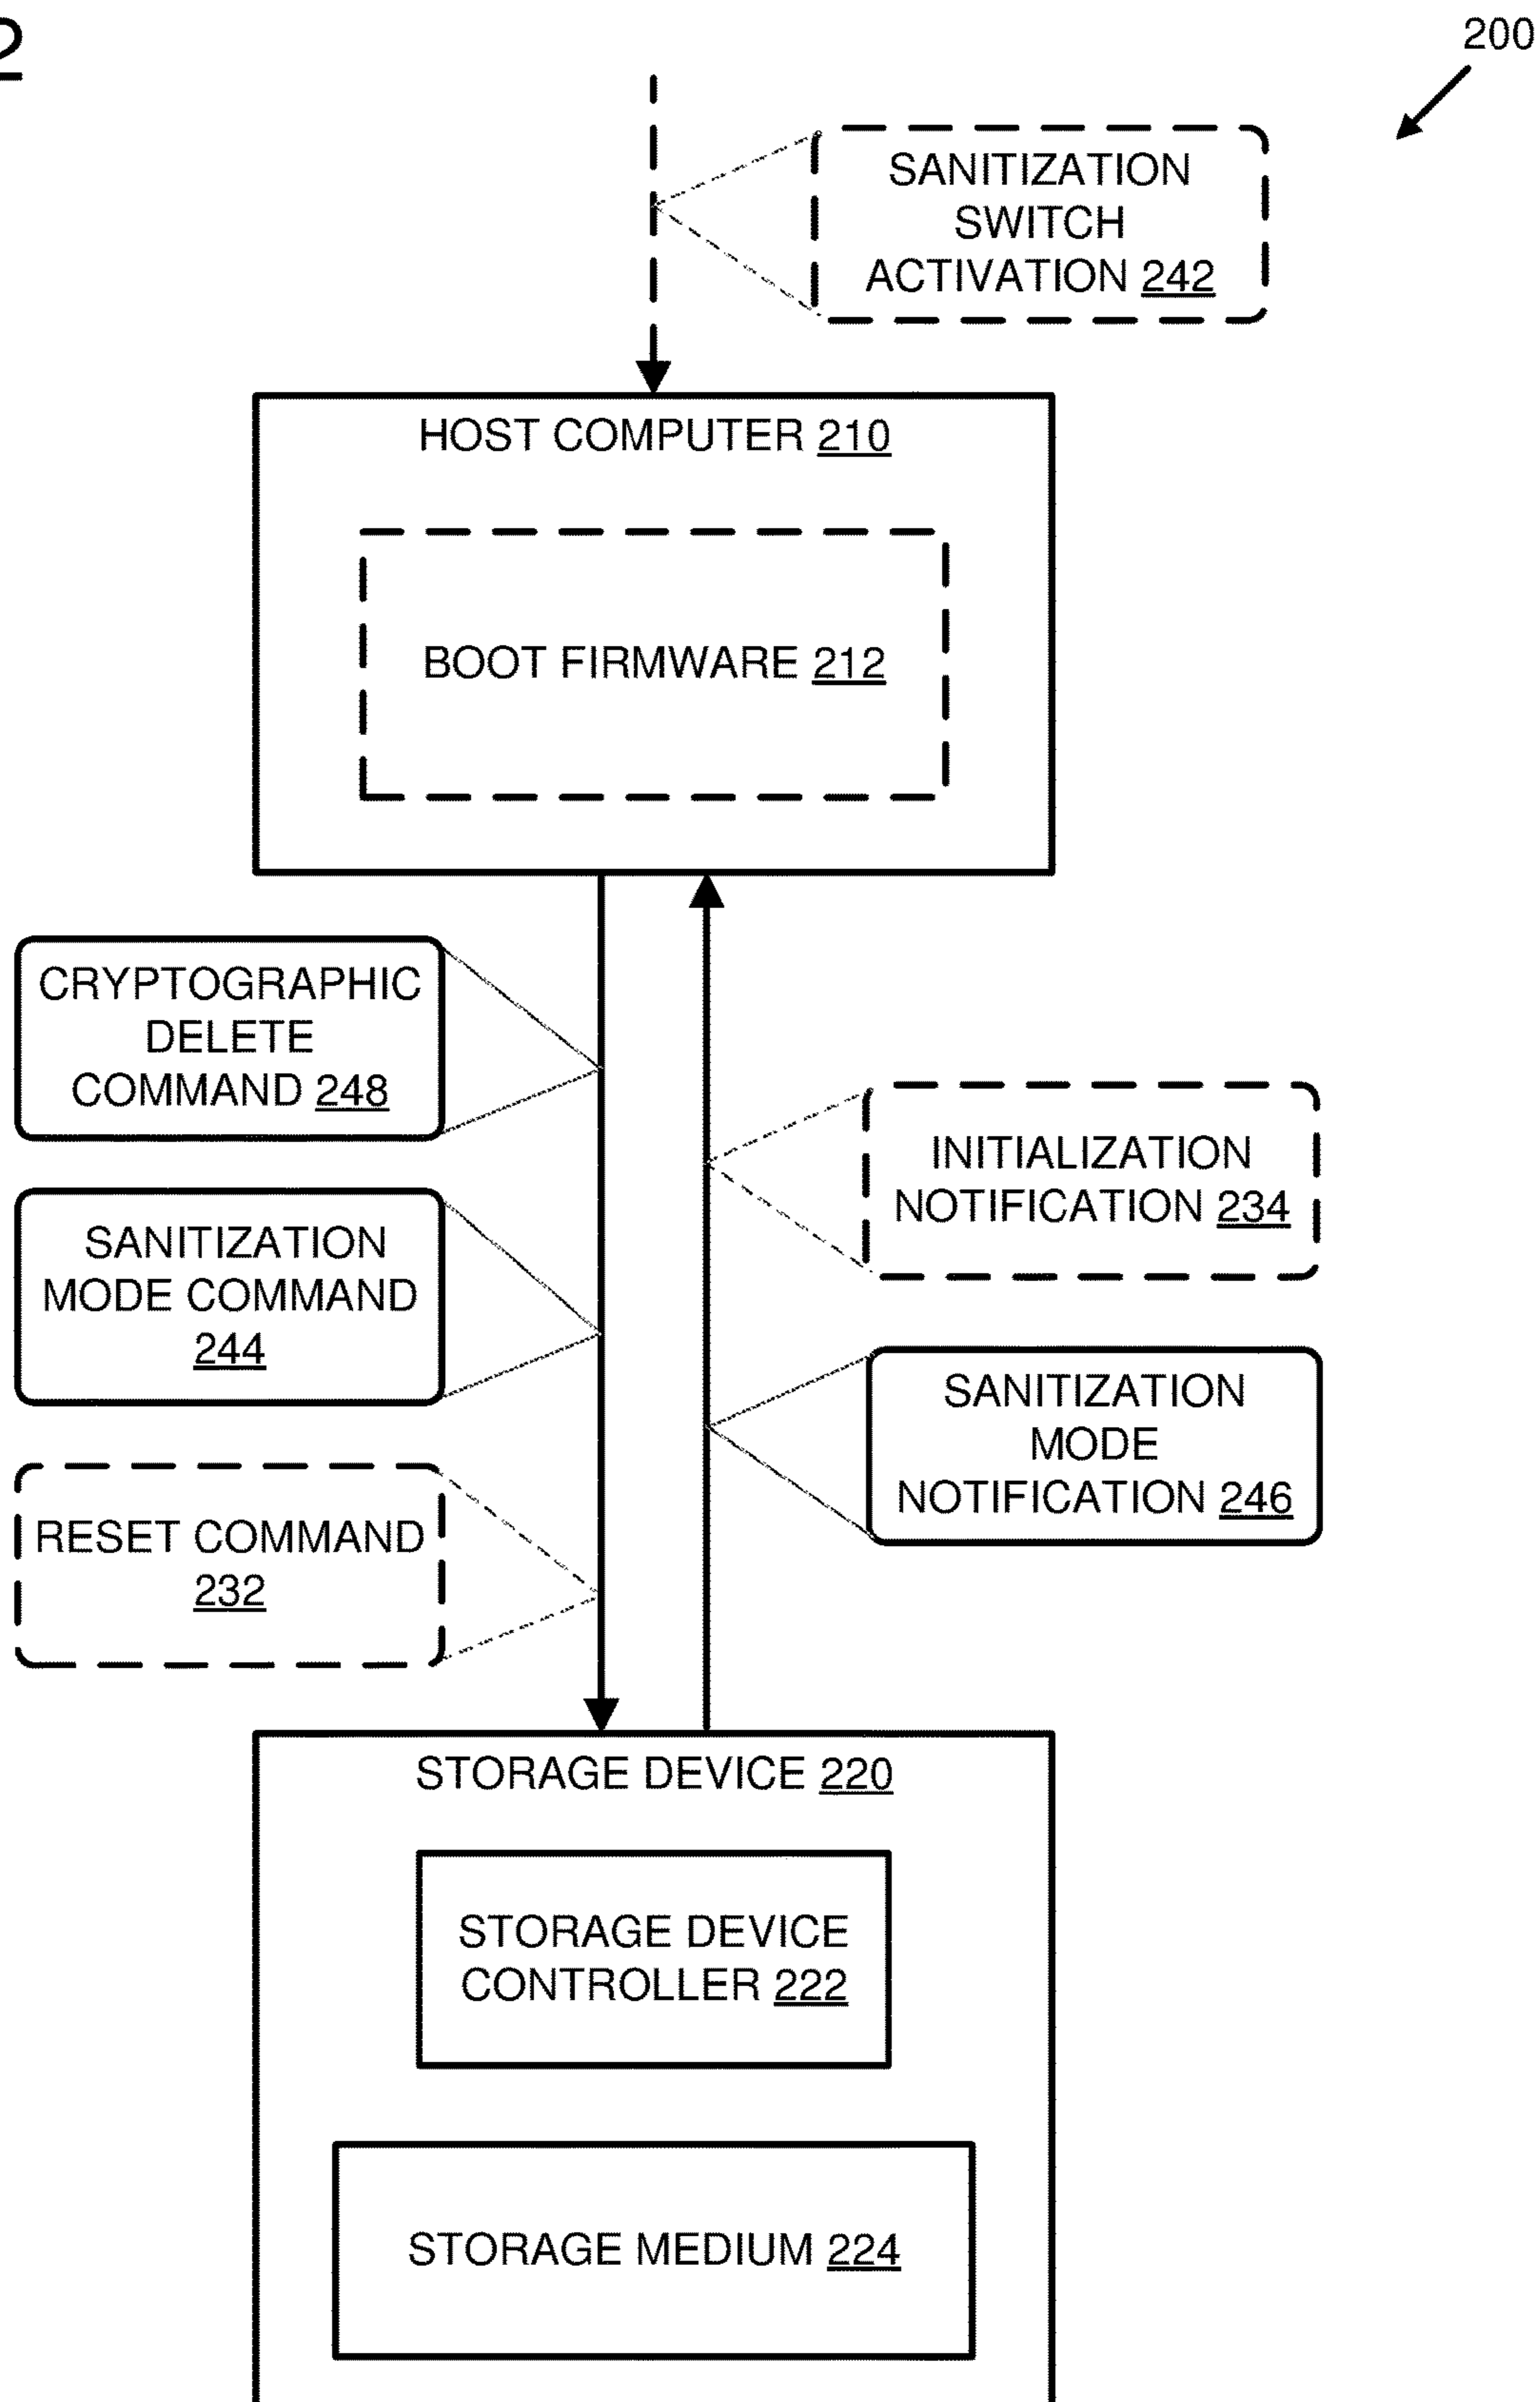 2
200
SANITIZATION
SWITCH
ACTIVATION 242
HOST COMPUTER 210
BOOT FIRMWARE 212
CRYPTOGRAPHIC
DELETE
COMMAND 248
INITIALIZATION
NOTIFICATION 234
SANITIZATION
MODE COMMAND
244
SANITIZATION
MODE
NOTIFICATION 246
RESET COMMAND
232
STORAGE DEVICE 220
STORAGE DEVICE
CONTROLLER 222
STORAGE MEDIUM 224